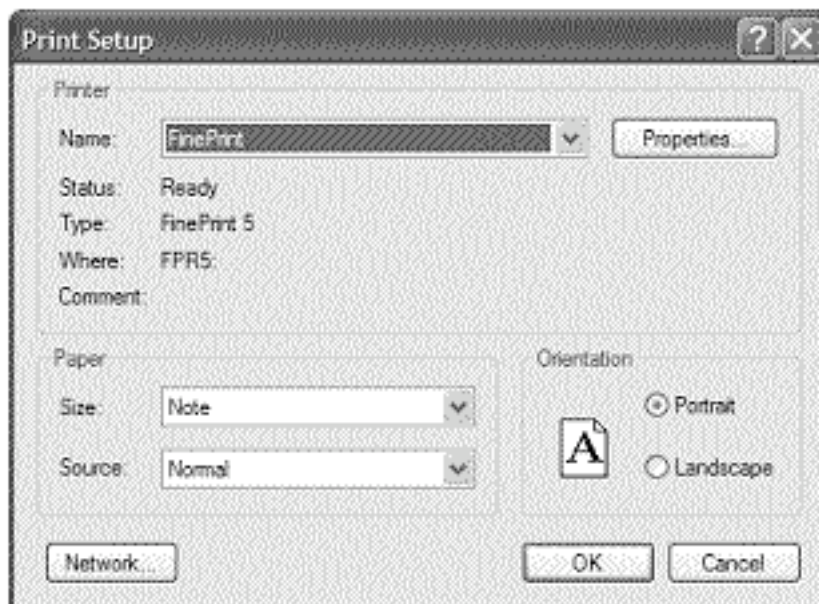 Print Setup
Printer
Name: FinePrint Properties...
Status: Ready
Type: FinePrint 5
Where: FPR5:
Comment:
Paper
Size: Note
Source: Normal
Orientation
A
Portrait
Landscape
Network... OK Cancel